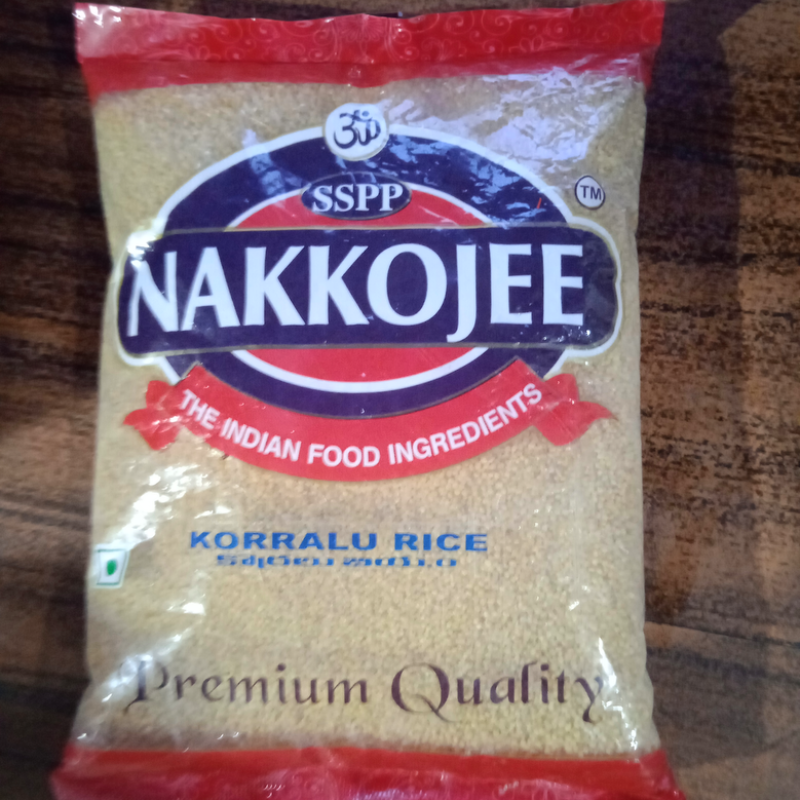 ॐ
SSPP
TM
NAKKOJEE
THE INDIAN FOOD INGREDIENTS
KORRALU RICE
Premium Quality